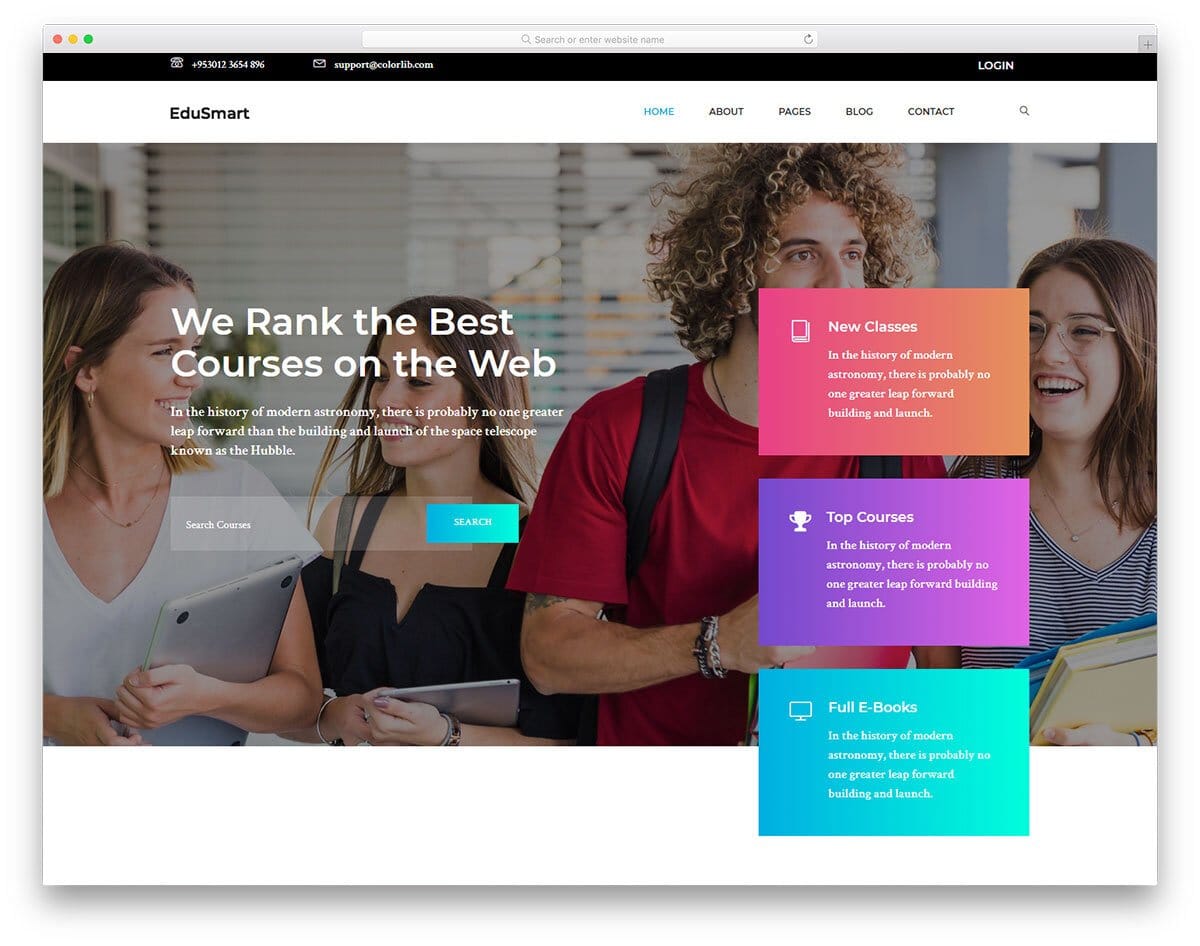 Search or enter website name
+953012 3654 896
support@colorlib.com
LOGIN
EduSmart
HOME
ABOUT
PAGES
BLOG
CONTACT
We Rank the Best
Courses on the Web
In the history of modern astronomy, there is probably no one greater
leap forward than the building and launch of the space telescope
known as the Hubble.
Search Courses
SEARCH
New Classes
In the history of modern
astronomy, there is probably no
one greater leap forward
building and launch.
Top Courses
In the history of modern
astronomy, there is probably no
one greater leap forward building
and launch.
Full E-Books
In the history of modern
astronomy, there is probably no
one greater leap forward
building and launch.